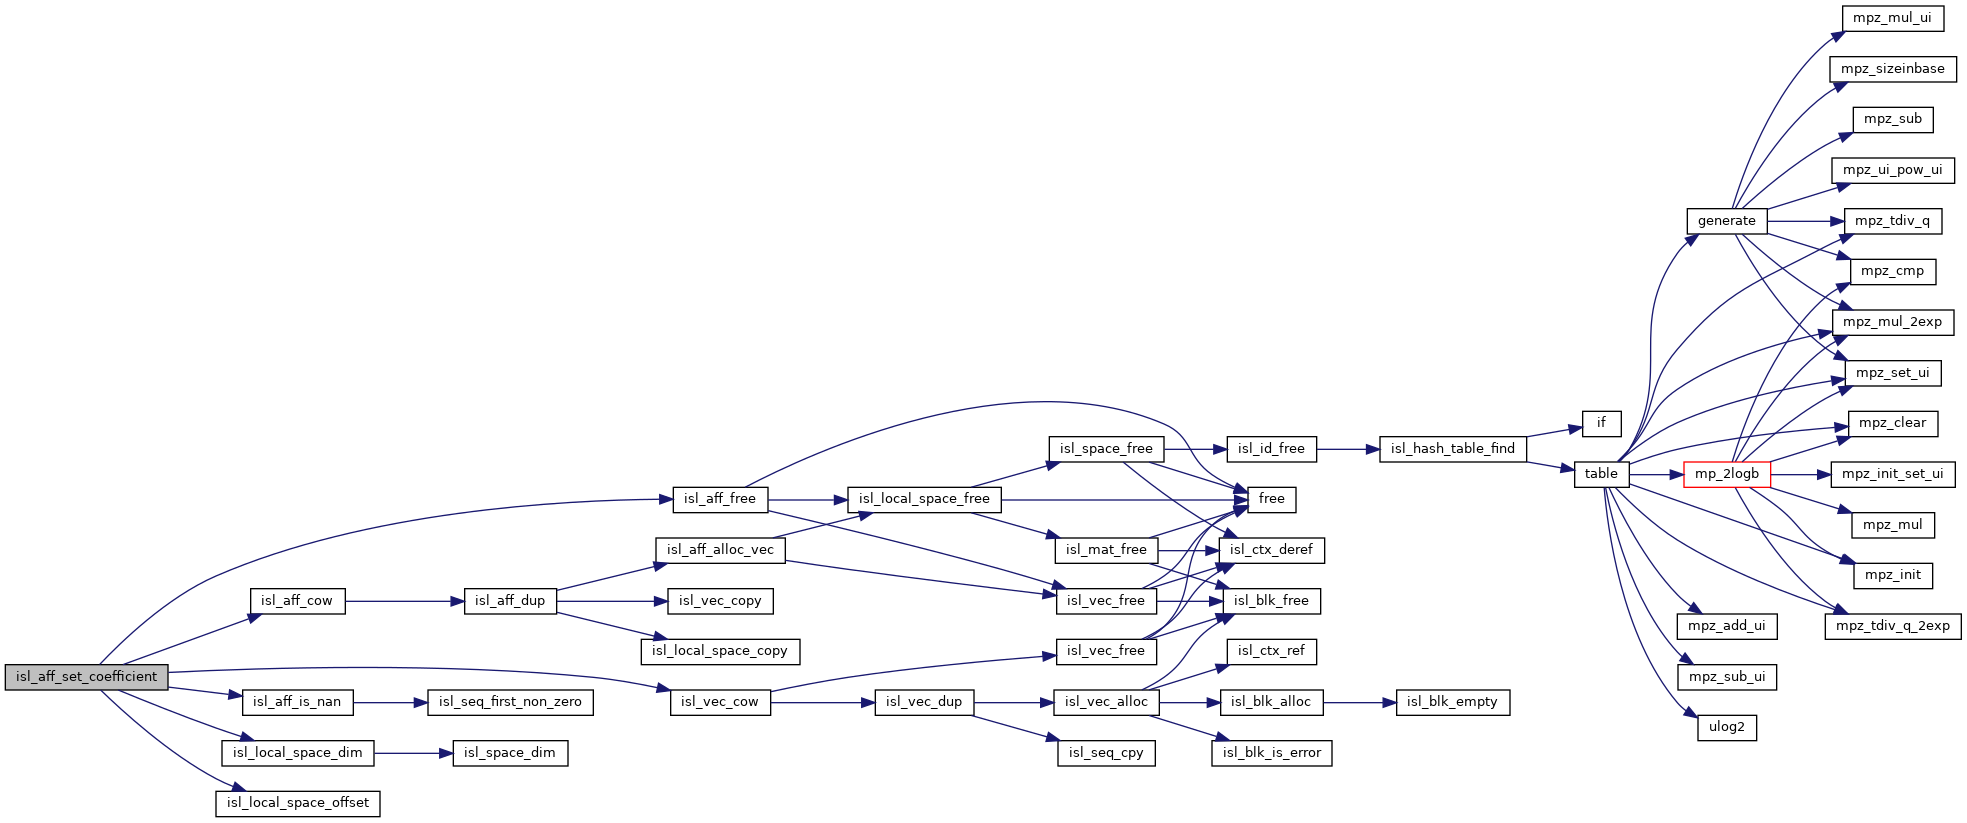 mpz_mul_ui
mpz_sizeinbase
mpz_sub
mpz_ui_pow_ui
generate
mpz_tdiv_q
mpz_cmp
mpz_mul_2exp
mpz_set_ui
if
mpz_clear
isl_space_free
isl_id_free
isl_hash_table_find
table
mp_2logb
mpz_init_set_ui
isl_aff_free
isl_local_space_free
free
mpz_mul
isl_aff_alloc_vec
isl_mat_free
isl_ctx_deref
mpz_init
isl_aff_cow
isl_aff_dup
isl_vec_copy
isl_vec_free
isl_blk_free
mpz_add_ui
mpz_tdiv_q_2exp
isl_local_space_copy
isl_vec_free
isl_ctx_ref
isl_aff_set_coefficient
mpz_sub_ui
isl_aff_is_nan
isl_seq_first_non_zero
isl_vec_cow
isl_vec_dup
isl_vec_alloc
isl_blk_alloc
isl_blk_empty
ulog2
isl_local_space_dim
isl_space_dim
isl_seq_cpy
isl_blk_is_error
isl_local_space_offset